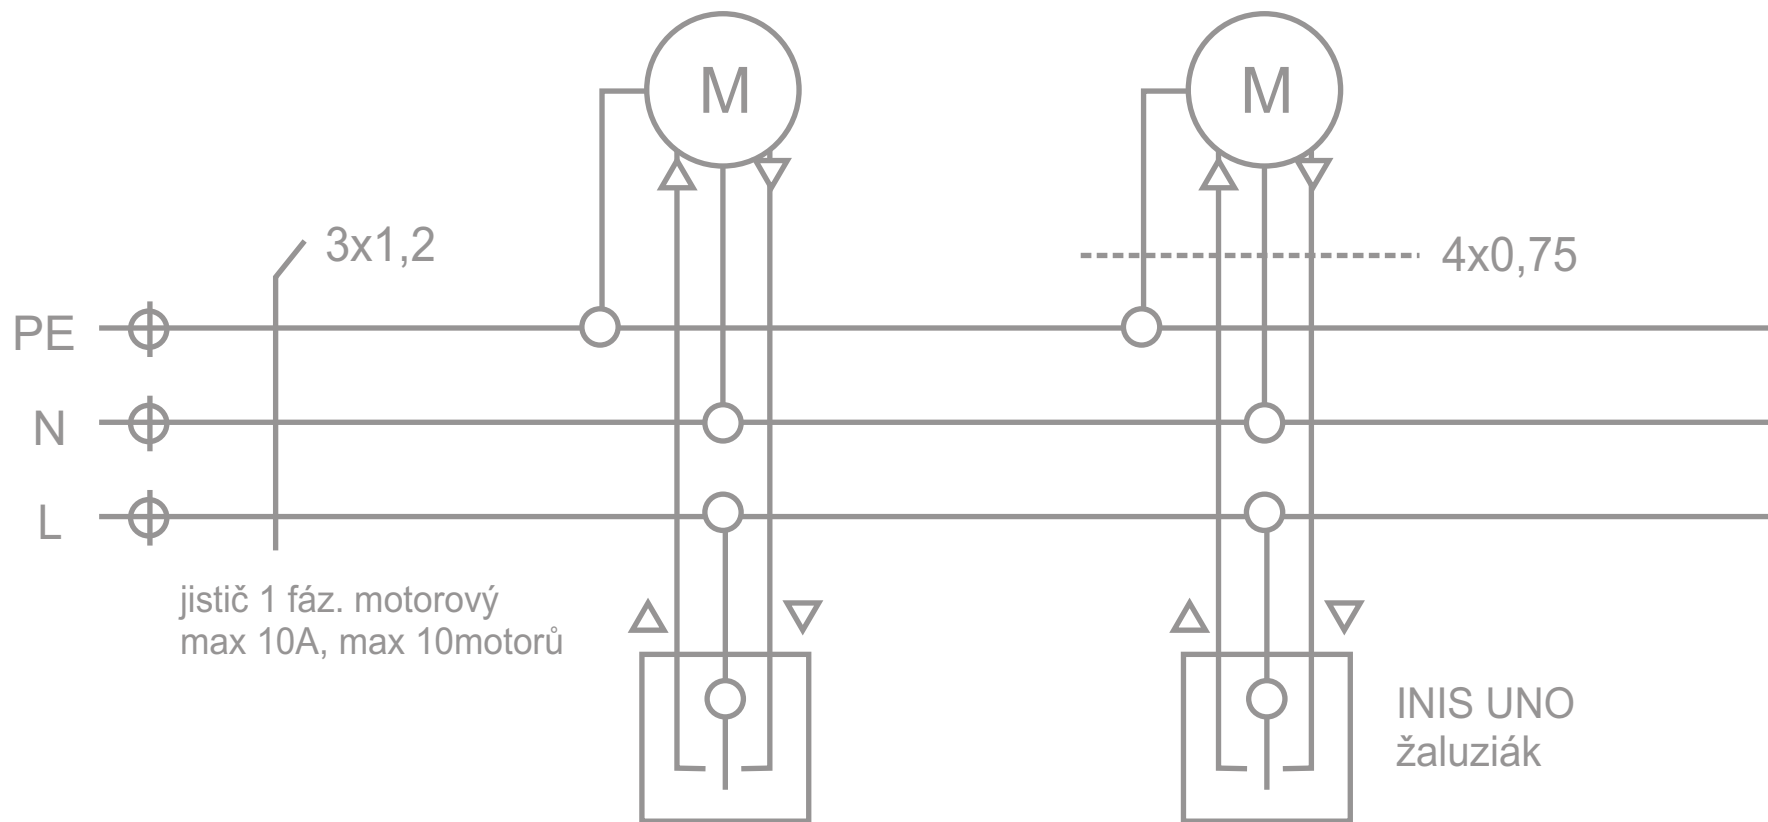 M
M
3x1,2
4x0,75
PE
N
L
jistič 1 fáz. motorový
max 10A, max 10motorů
INIS UNO
žaluziák